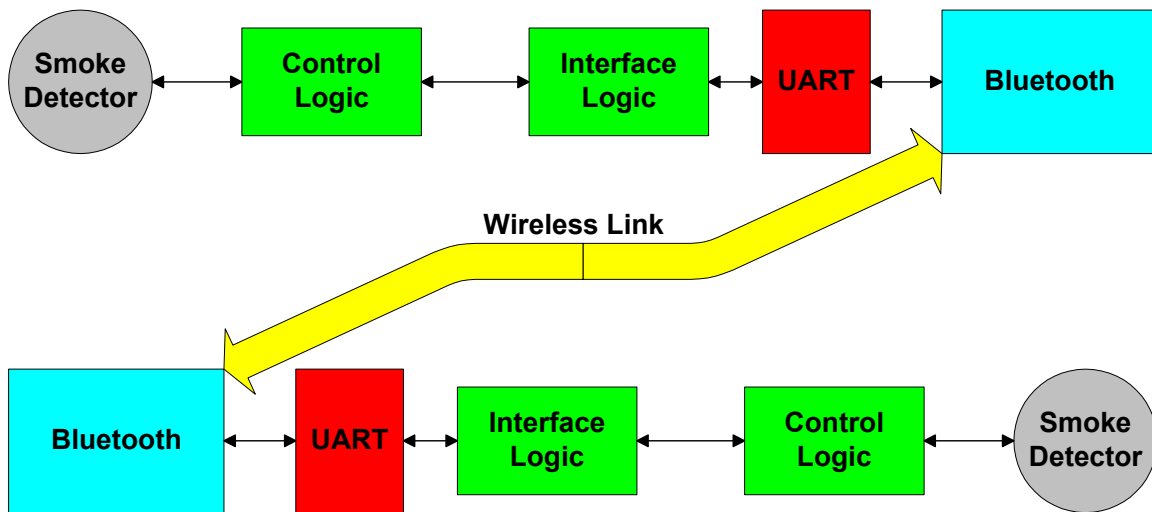 Smoke
Detector
Control
Logic
Interface
Logic
UART
Bluetooth
Wireless Link
Bluetooth
UART
Interface
Logic
Control
Logic
Smoke
Detector